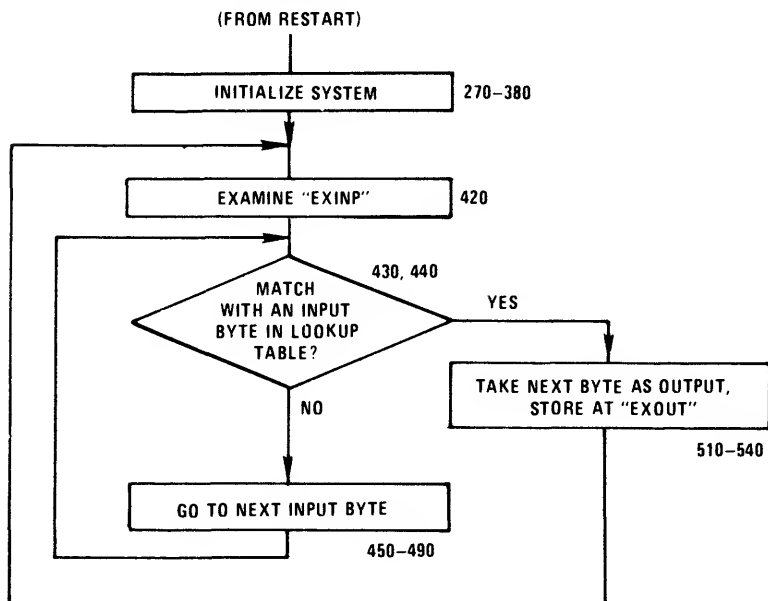 (FROM RESTART)
INITIALIZE SYSTEM
270–380
EXAMINE "EXINP"
420
430, 440
MATCH
WITH AN INPUT
BYTE IN LOOKUP
TABLE?
YES
NO
TAKE NEXT BYTE AS OUTPUT,
STORE AT "EXOUT"
510–540
GO TO NEXT INPUT BYTE
450–490